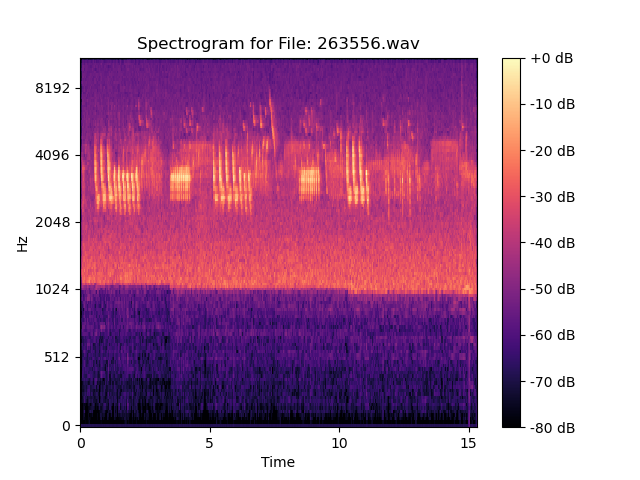 Spectrogram for File: 263556.wav
8192
4096
2048
1024
512
0
Hz
0
5
10
15
Time
+0 dB
-10 dB
-20 dB
-30 dB
-40 dB
-50 dB
-60 dB
-70 dB
-80 dB